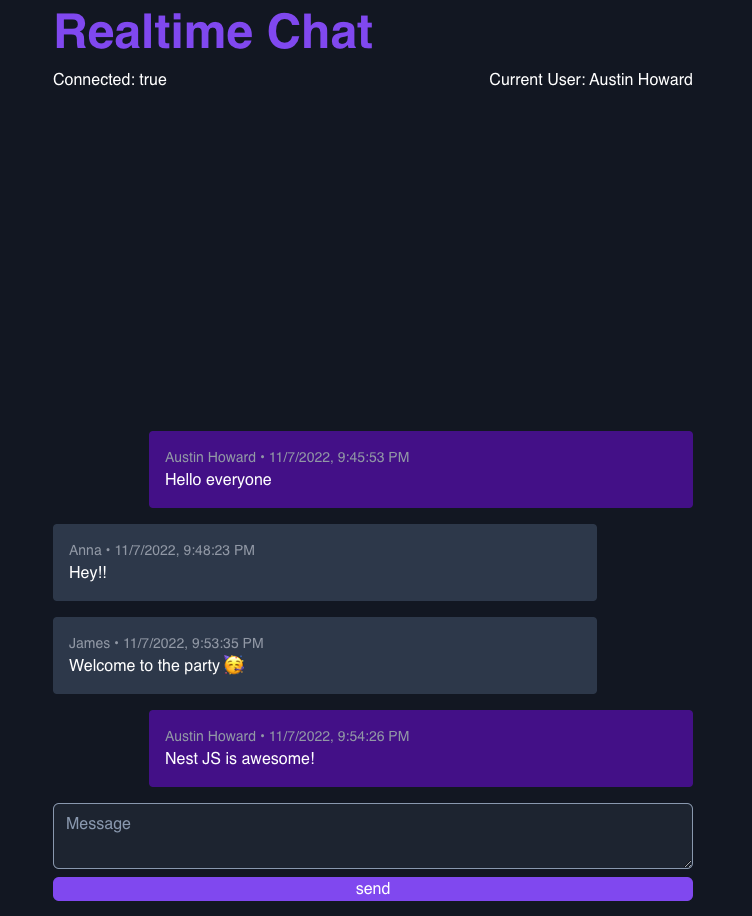 Realtime Chat
Connected: true Current User: Austin Howard
Austin Howard • 11/7/2022, 9:45:53 PM
Hello everyone
Anna • 11/7/2022, 9:48:23 PM
Hey!!
James • 11/7/2022, 9:53:35 PM
Welcome to the party 🥳
Austin Howard • 11/7/2022, 9:54:26 PM
Nest JS is awesome!
Message
send